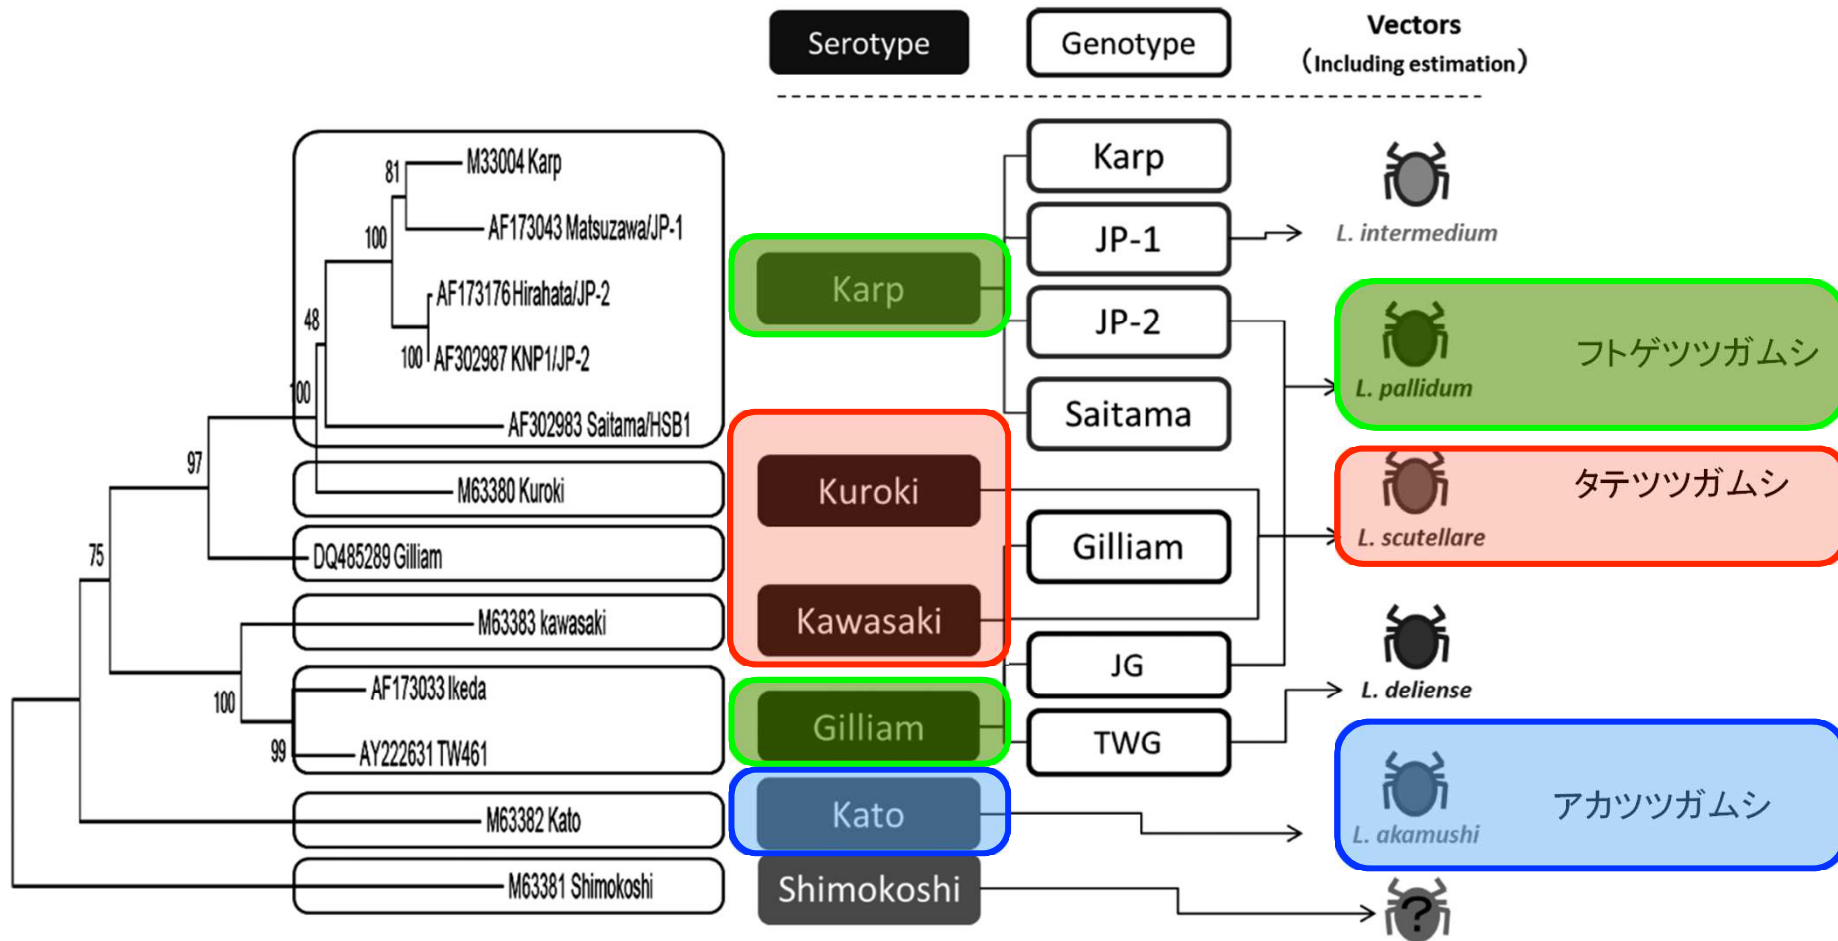 Serotype
Genotype
Vectors
(Including estimation)
81
M33004 Karp
AF173043 Matsuzawa/JP-1
100
AF173176 Hirahata/JP-2
48
100
AF302987 KNP1/JP-2
100
AF302983 Saitama/HSB1
97
M63380 Kuroki
75
DQ485289 Gilliam
M63383 kawasaki
100
AF173033 Ikeda
99
AY222631 TW461
M63382 Kato
M63381 Shimokoshi
Karp
Kuroki
Kawasaki
Gilliam
Kato
Shimokoshi
Karp
JP-1
JP-2
Saitama
Gilliam
JG
TWG
L. intermedium
フトゲツツガムシ
L. pallidum
タテツツガムシ
L. scutellare
L. deliense
アカツツガムシ
L. akamushi
?